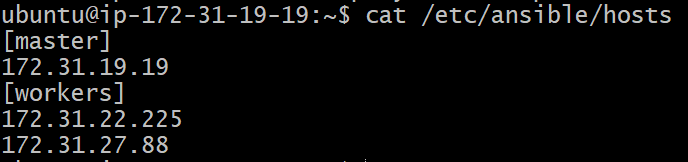 ubuntu@ip-172-31-19-19:~$ cat /etc/ansible/hosts
[master]
172.31.19.19
[workers]
172.31.22.225
172.31.27.88